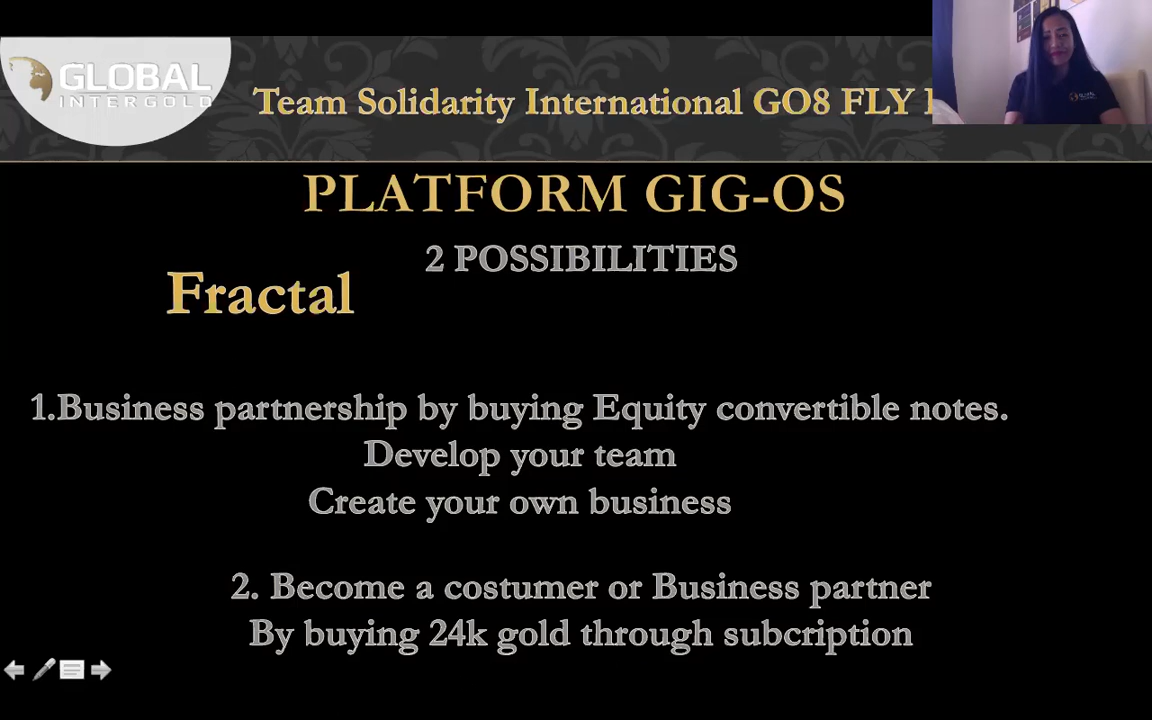 GLOBAL
INTERGOLD
Team Solidarity International GO8 FLY
PLATFORM GIG-OS
2 POSSIBILITIES
Fractal
1.Business partnership by buying Equity convertible notes.
Develop your team
Create your own business
2. Become a costumer or Business partner
By buying 24k gold through subcription